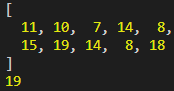 [
11, 10, 7, 14, 8,
15, 19, 14, 8, 18
]
19